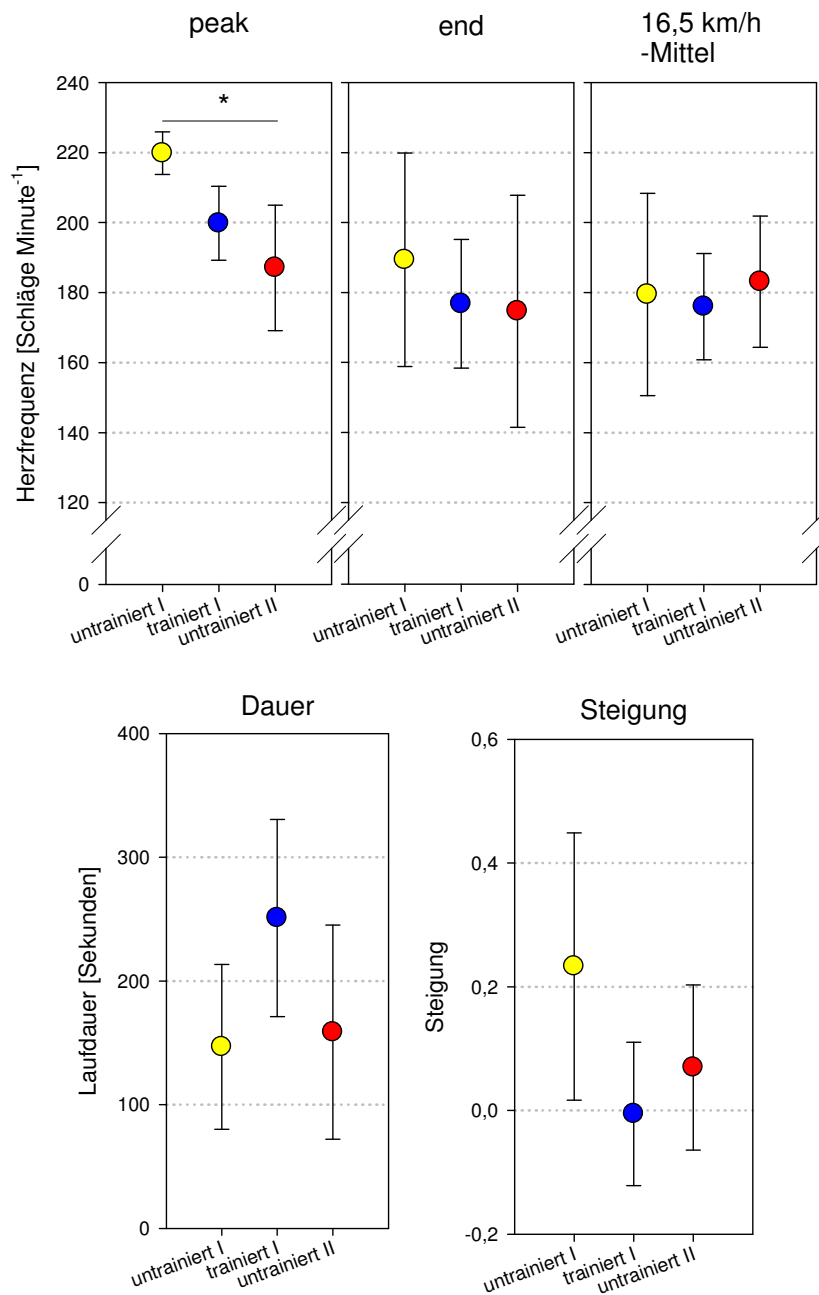 peak
end
16,5 km/h
-Mittel
Herzfrequenz [Schläge Minute-1]
240
220
200
180
160
140
120
0
*
untrainiert I
trainiert I
untrainiert II
untrainiert I
trainiert I
untrainiert II
untrainiert I
trainiert I
untrainiert II
Dauer
Laufdauer [Sekunden]
400
300
200
100
0
untrainiert I
trainiert I
untrainiert II
Steigung
Steigung
0,6
0,4
0,2
0,0
-0,2
untrainiert I
trainiert I
untrainiert II